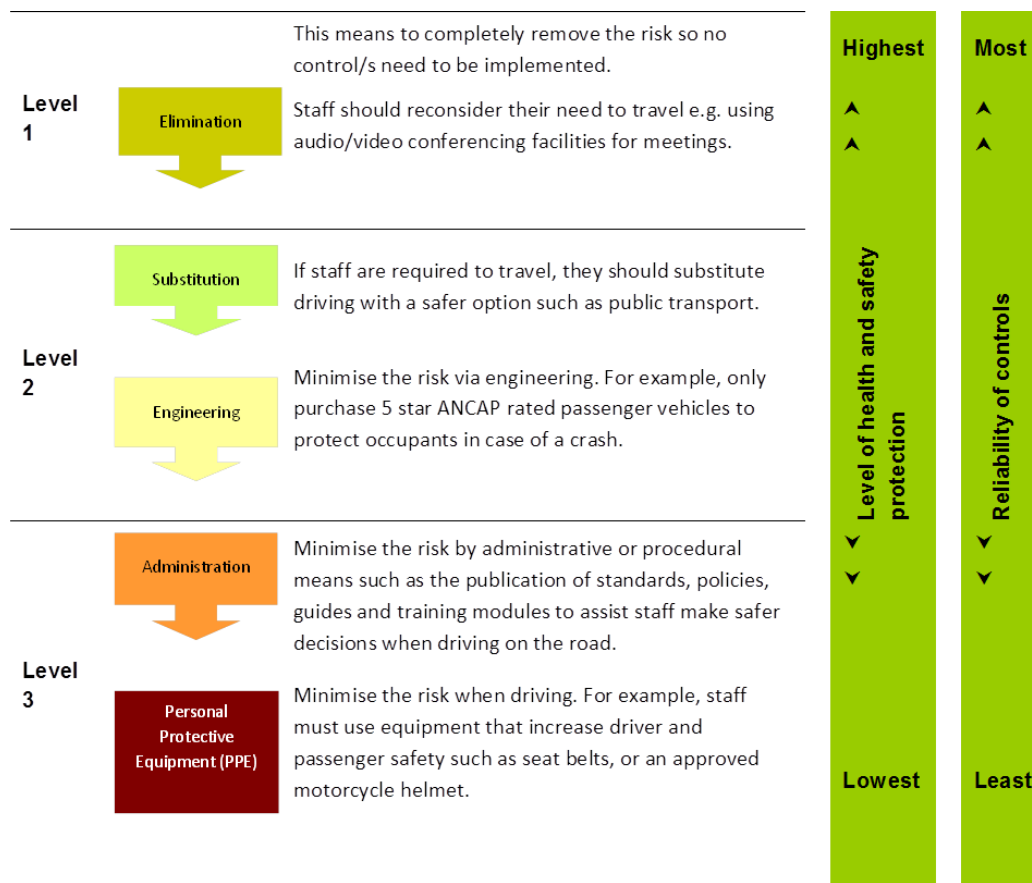 This means to completely remove the risk so no
control/s need to be implemented.
Level
1
Elimination
Staff should reconsider their need to travel e.g. using
audio/video conferencing facilities for meetings.
Substitution
If staff are required to travel, they should substitute
driving with a safer option such as public transport.
Level
2
Engineering
Minimise the risk via engineering. For example, only
purchase 5 star ANCAP rated passenger vehicles to
protect occupants in case of a crash.
Administration
Minimise the risk by administrative or procedural
means such as the publication of standards, policies,
guides and training modules to assist staff make safer
decisions when driving on the road.
Level
3
Personal
Protective
Equipment (PPE)
Minimise the risk when driving. For example, staff
must use equipment that increase driver and
passenger safety such as seat belts, or an approved
motorcycle helmet.
Highest
Level of health and safety
protection
Lowest
Most
Reliability of controls
Least